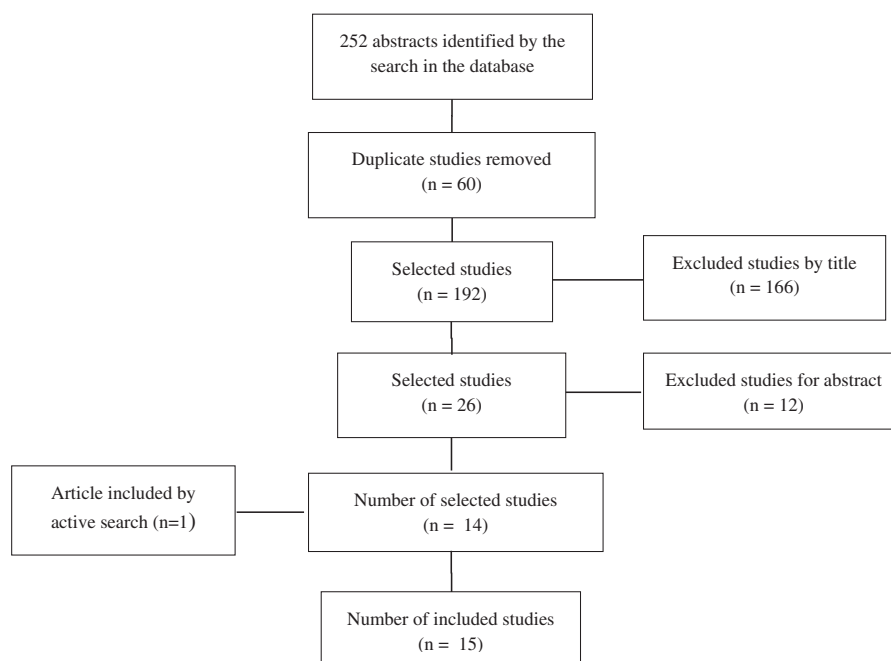 252 abstracts identified by the
search in the database
Duplicate studies removed
(n = 60)
Selected studies
(n = 192)
Excluded studies by title
(n = 166)
Selected studies
(n = 26)
Excluded studies for abstract
(n = 12)
Article included by
active search (n=1)
Number of selected studies
(n = 14)
Number of included studies
(n = 15)